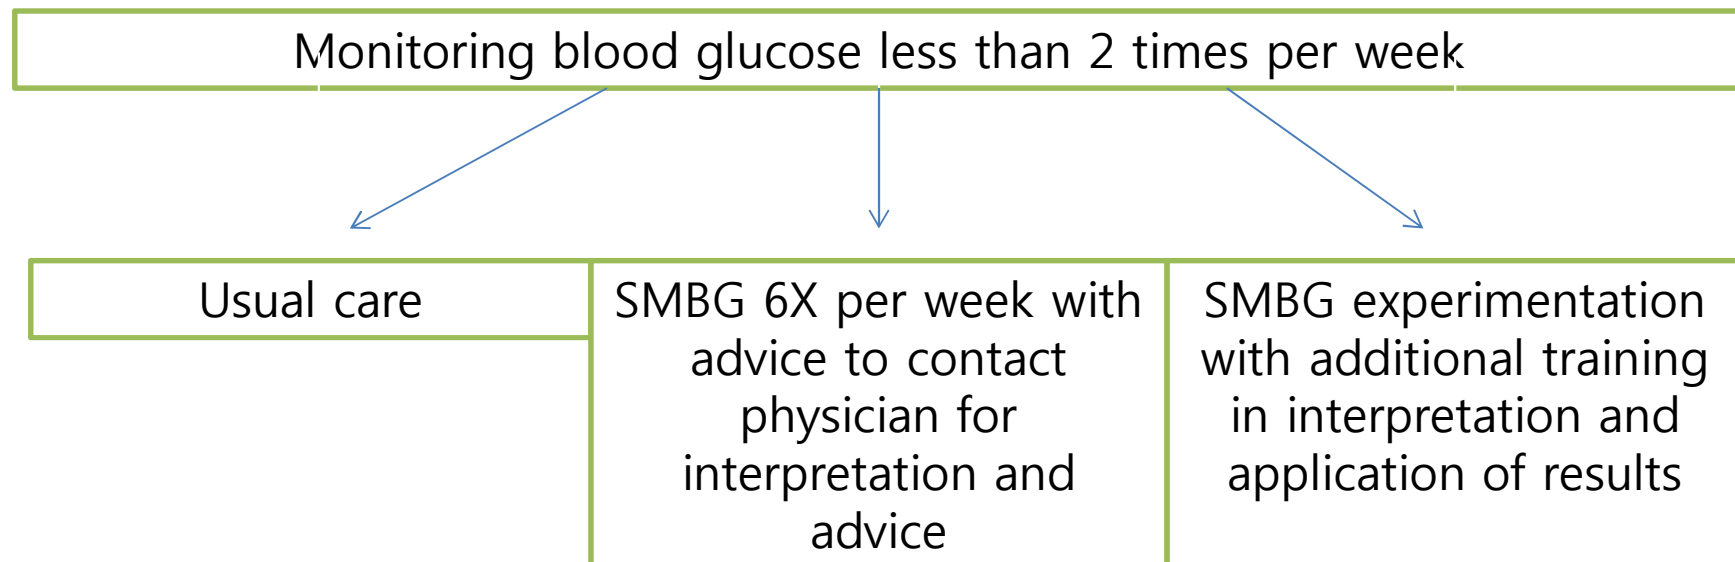 Monitoring blood glucose less than 2 times per week
Usual care
SMBG 6X per week with
advice to contact
physician for
interpretation and
advice
SMBG experimentation
with additional training
in interpretation and
application of results